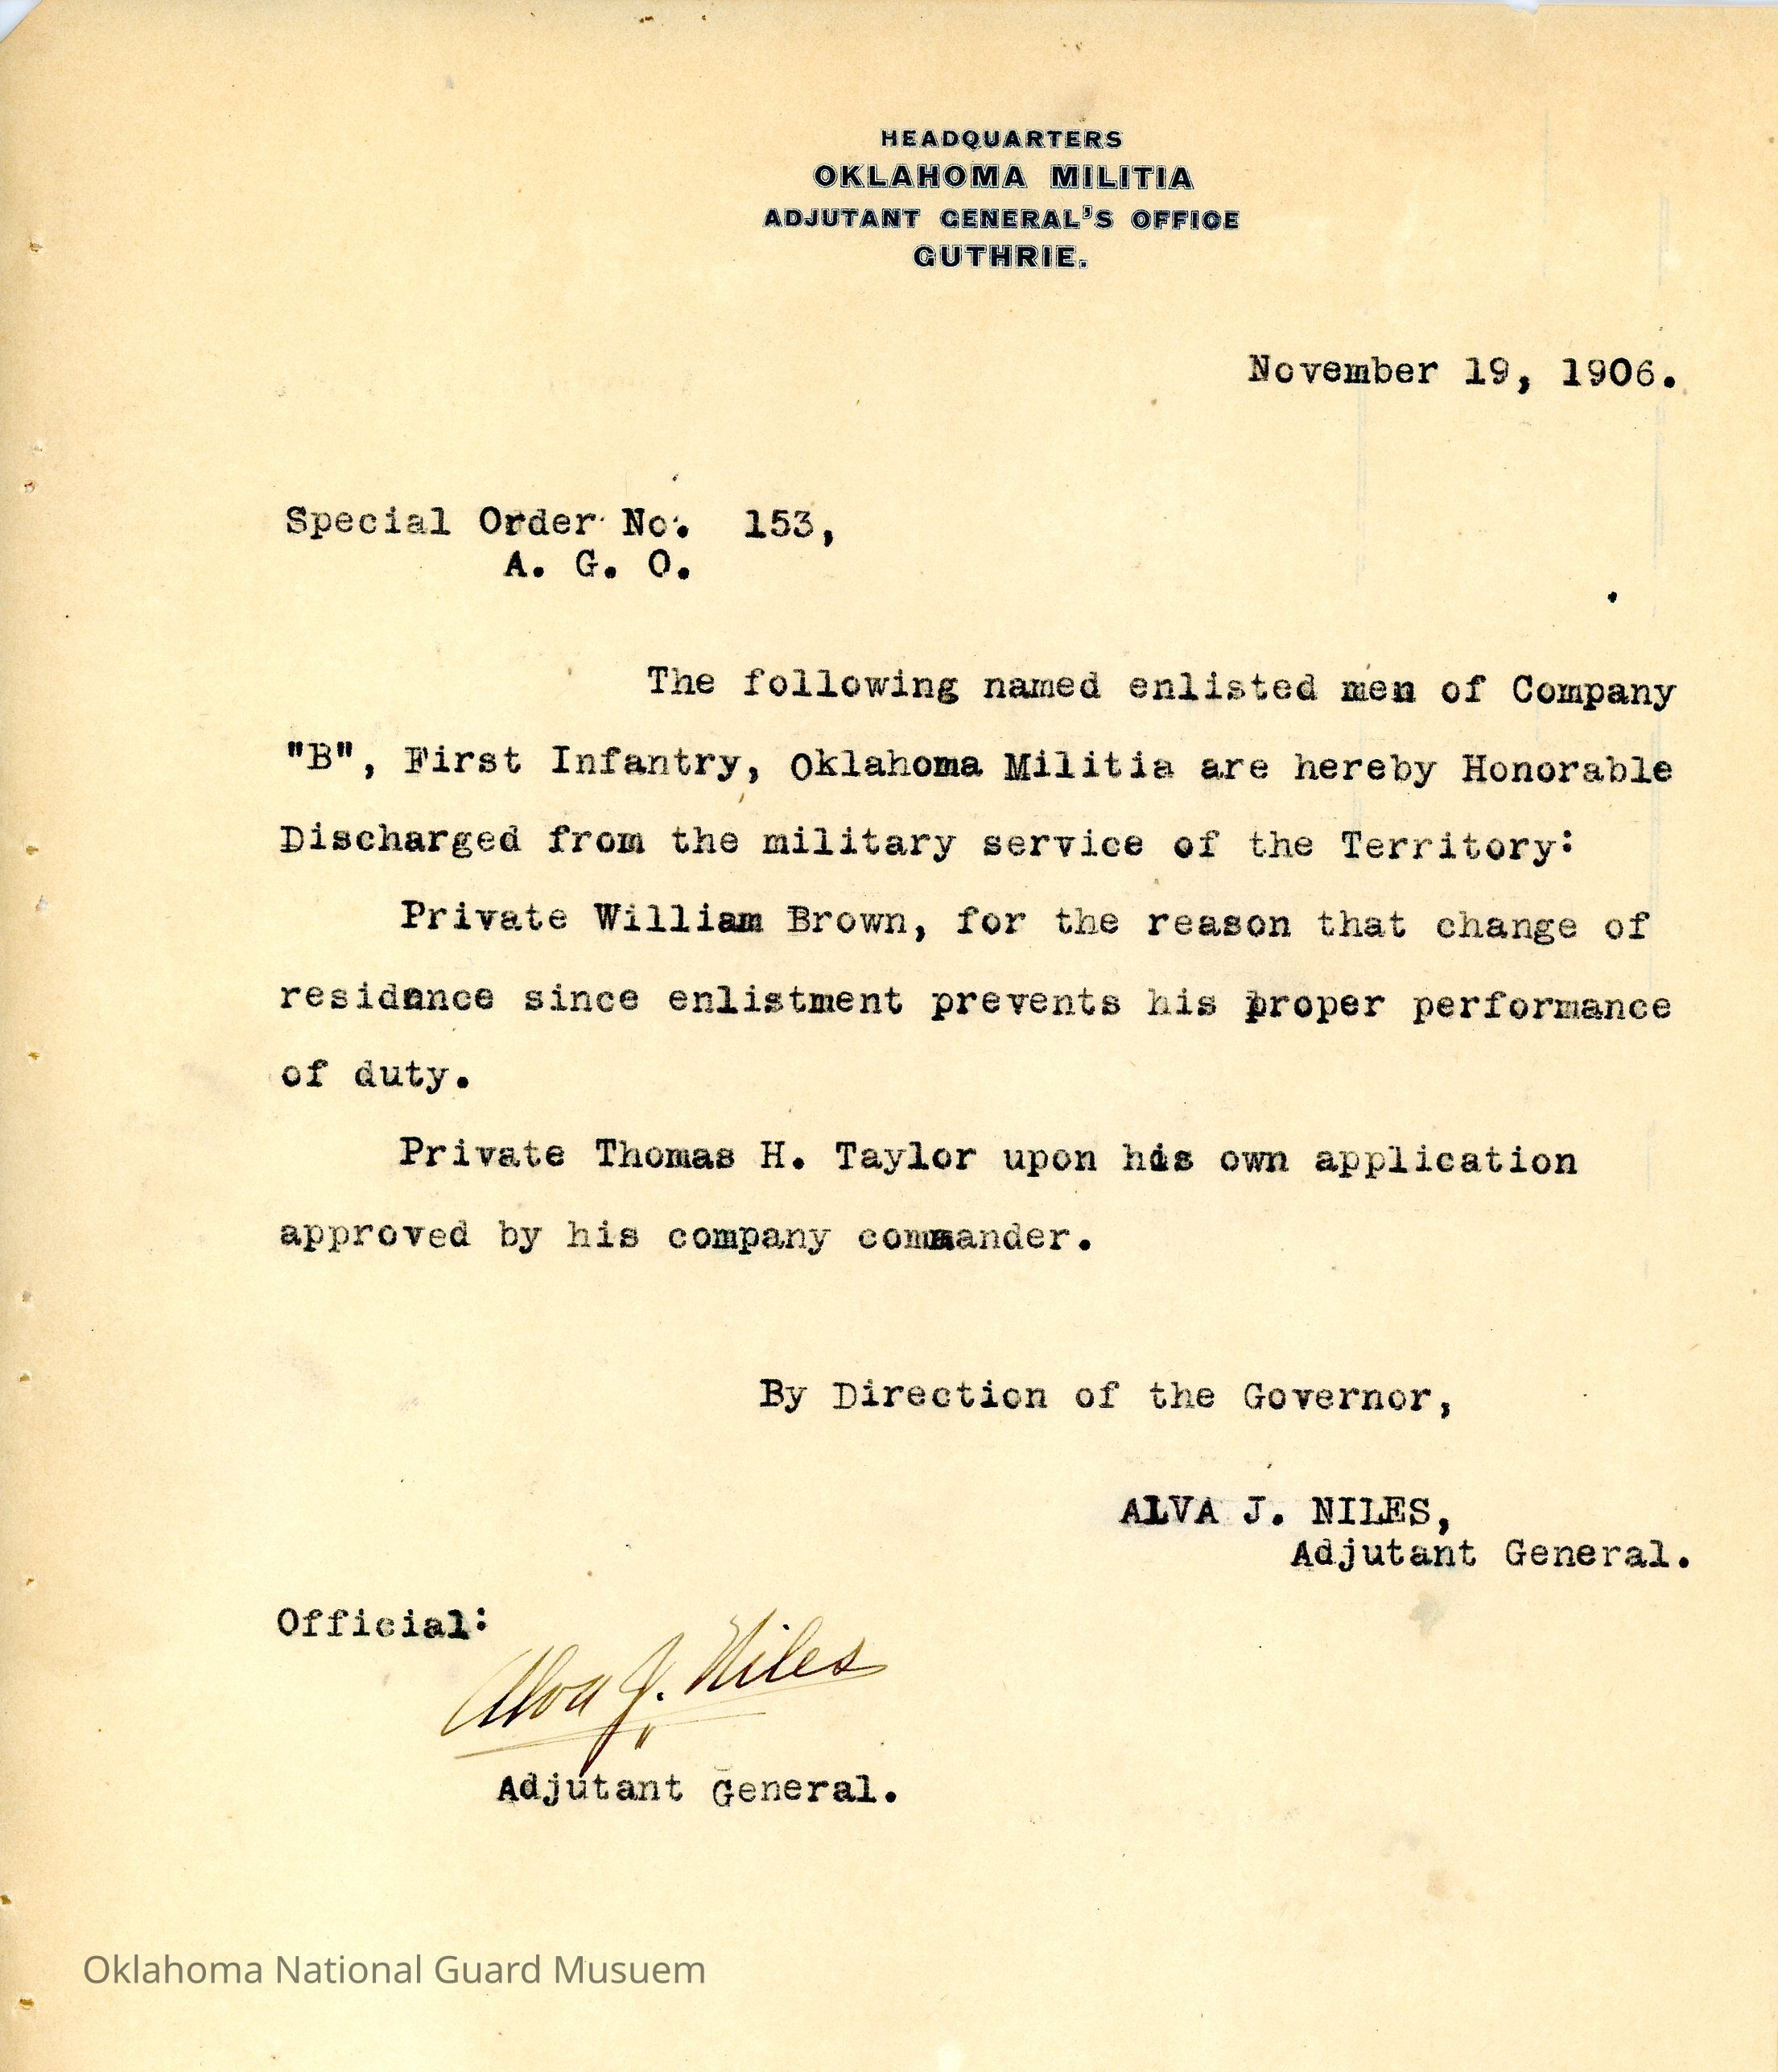 HEADQUARTERS
OKLAHOMA MILITIA
ADJUTANT GENERAL'S OFFICE
GUTHRIE.
November 19, 1906.
Special Order No. 153,
A. G. O.
The following named enlisted men of Company
"B", First Infantry, Oklahoma Militia are hereby Honorable
Discharged from the military service of the Territory:
Private William Brown, for the reason that change of
residence since enlistment prevents his proper performance
of duty.
Private Thomas H. Taylor upon his own application
approved by his company commander.
By Direction of the Governor,
ALVA J. NILES,
Adjutant General.
Official:
Alva J. Niles
Adjutant General.
Oklahoma National Guard Musuem